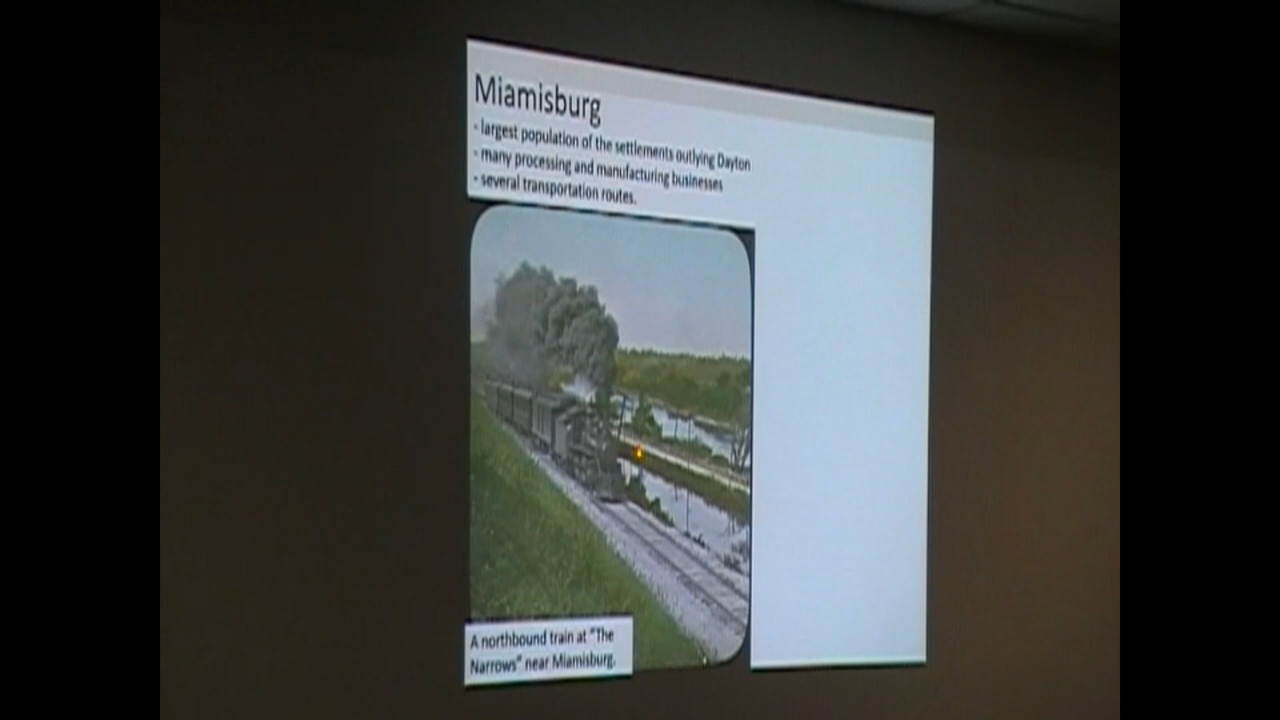 Miamisburg
- largest population of the settlements outlying Dayton
- many processing and manufacturing businesses
- several transportation routes.
A northbound train at "The
Narrows" near Miamisburg.